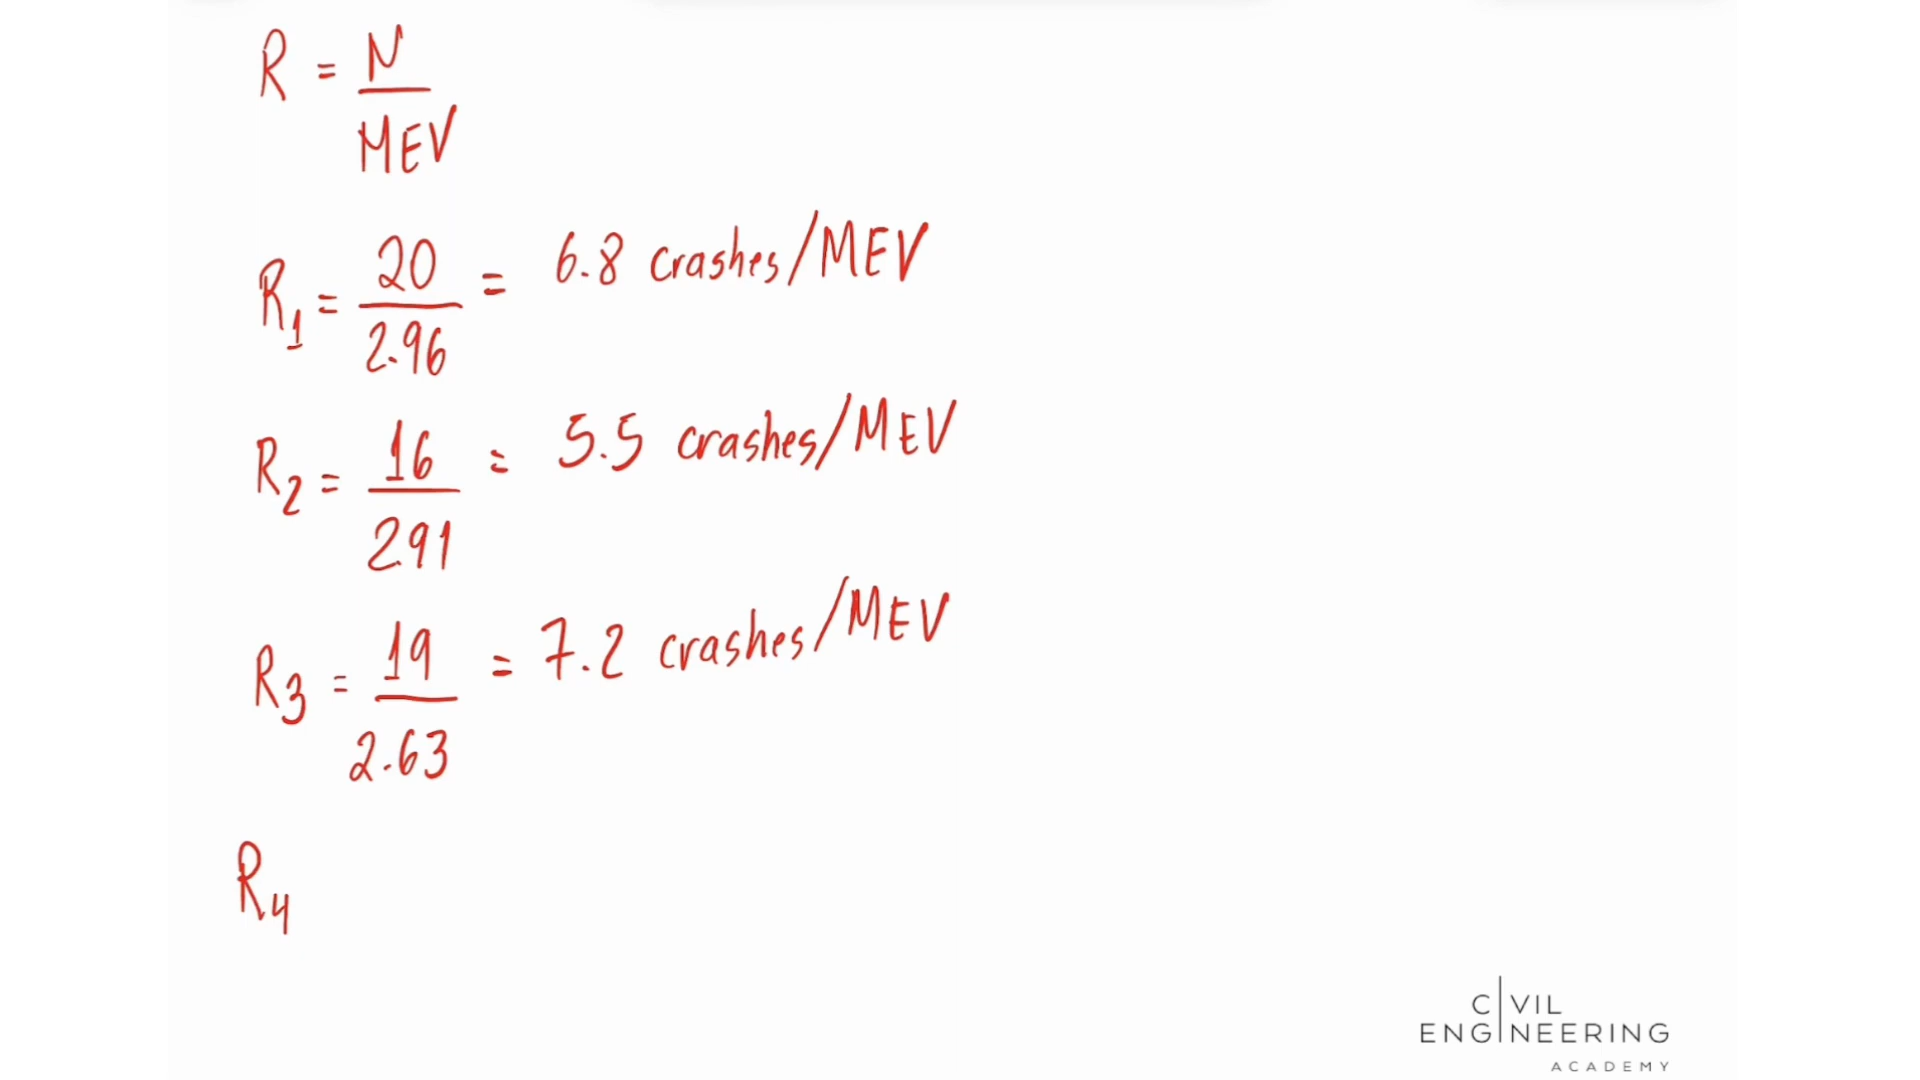 R = N
MEV
R1 = 20 = 6.8 crashes/MEV
2.96
R2 = 16 = 5.5 crashes/MEV
291
R3 = 19 = 7.2 crashes/MEV
2.63
R4
CIVIL
ENGINEERING
ACADEMY